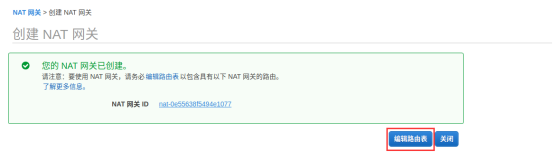 NAT 网关 > 创建 NAT 网关
创建 NAT 网关
您的 NAT 网关已创建。
请注意：要使用 NAT 网关，请务必 编辑路由表 以包含具有以下 NAT 网关的路由。
了解更多信息。
NAT 网关 ID nat-0e55638f5494e1077
编辑路由表 关闭